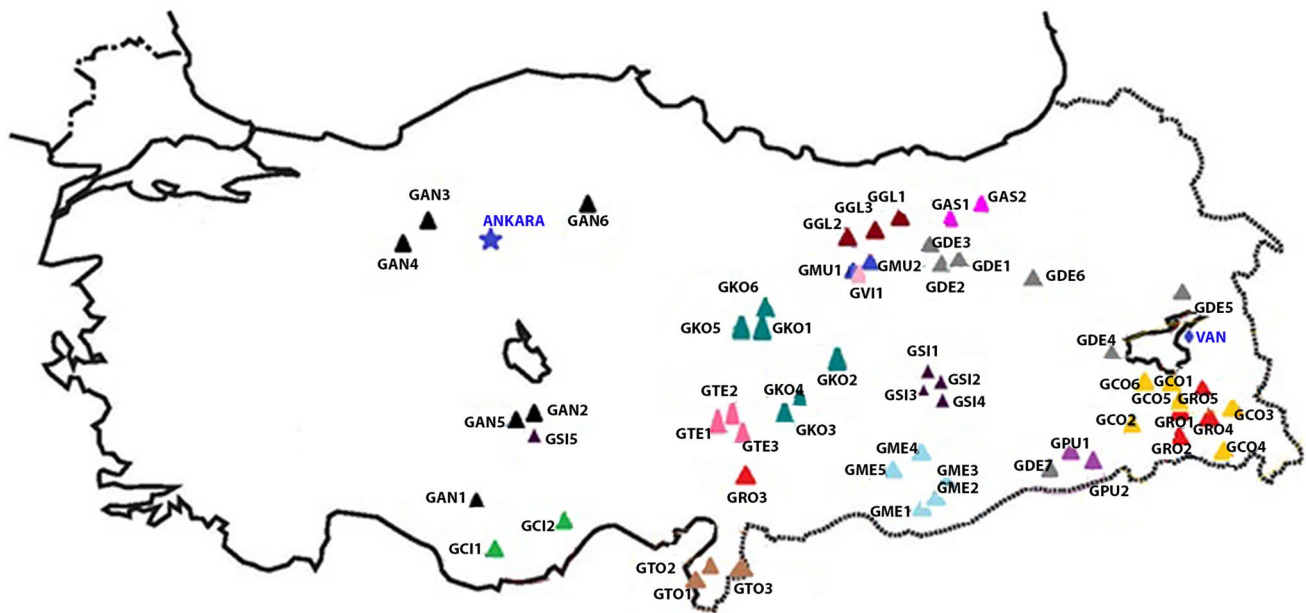 GAN3
ANKARA
GAN6
GAN4
GGL1
GGL3
GGL2
GAS1
GAS2
GDE3
GMU1
GMU2
GDE2
GDE1
GDE6
GVI1
GKO6
GKO5
GKO1
GDE5
VAN
GDE4
GKO2
GSI1
GSI2
GSI3
GSI4
GCO6
GCO1
GCO5
GRO5
GTE2
GKO4
GKO3
GAN2
GAN5
GSI5
GTE1
GTE3
GCO2
GRO1
GCO3
GRO4
GRO2
GCO4
GME4
GME5
GME3
GME2
GME1
GPU1
GDE7
GPU2
GRO3
GAN1
GCI2
GCI1
GTO2
GTO1
GTO3